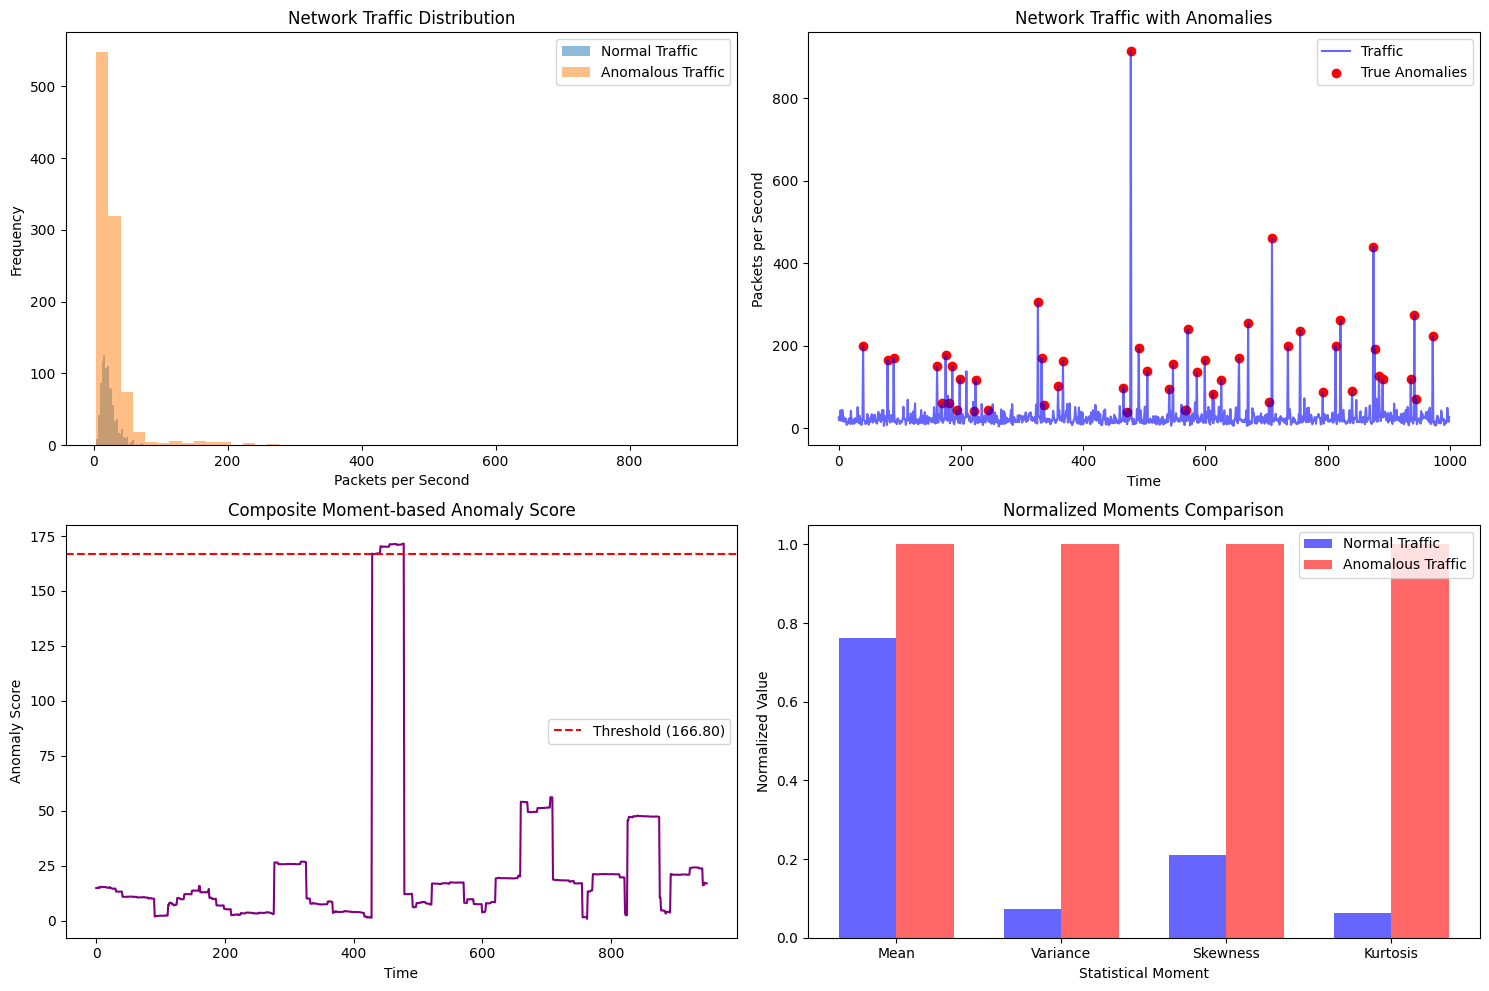 Network Traffic Distribution
Normal Traffic
Anomalous Traffic
Frequency
500
400
300
200
100
0
0 200 400 600 800
Packets per Second
Network Traffic with Anomalies
Traffic
True Anomalies
Packets per Second
800
600
400
200
0
0 200 400 600 800 1000
Time
Composite Moment-based Anomaly Score
Anomaly Score
175
150
125
100
75
50
25
0
Threshold (166.80)
0 200 400 600 800
Time
Normalized Moments Comparison
Normal Traffic
Anomalous Traffic
Normalized Value
1.0
0.8
0.6
0.4
0.2
0.0
Mean Variance Skewness Kurtosis
Statistical Moment